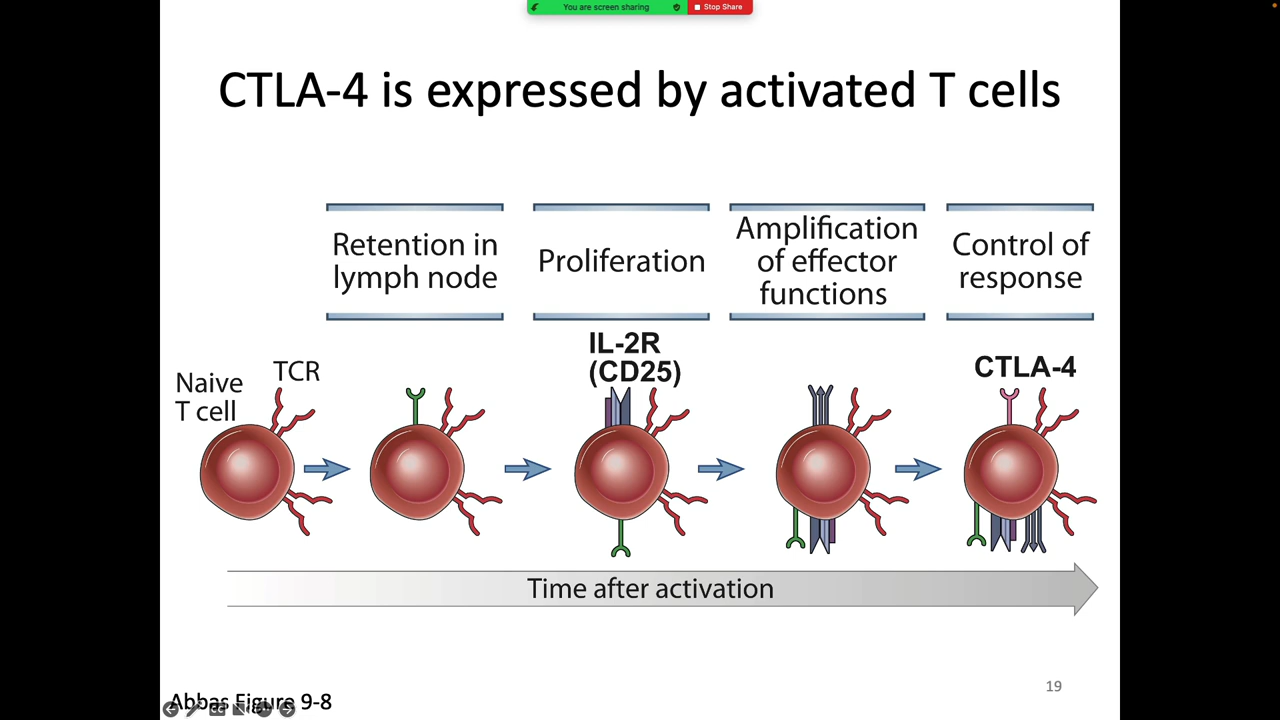 You are screen sharing
Stop Share
CTLA-4 is expressed by activated T cells
Retention in
lymph node
Proliferation
Amplification
of effector
functions
Control of
response
Naive
T cell
TCR
IL-2R
(CD25)
CTLA-4
Time after activation
Abbas Figure 9-8
19